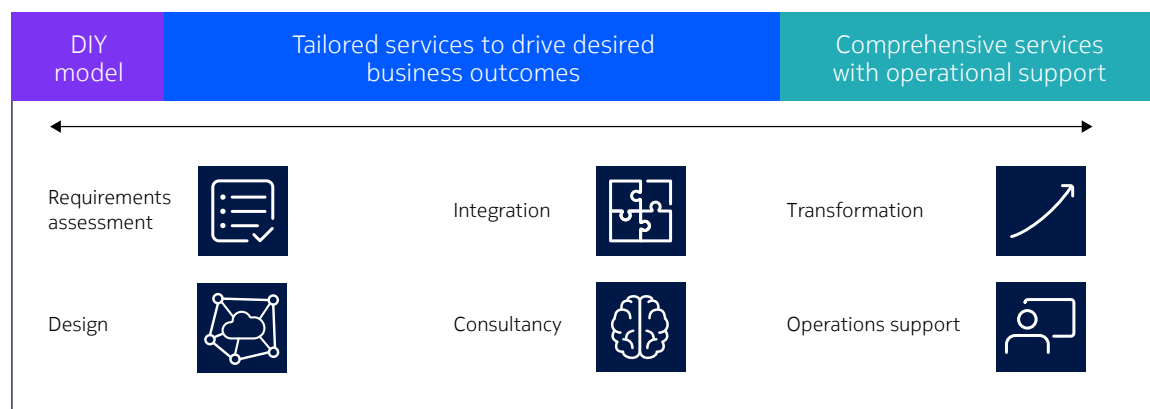 DIY
model
Tailored services to drive desired
business outcomes
Comprehensive services
with operational support
Requirements
assessment
Integration
Transformation
Design
Consultancy
Operations support